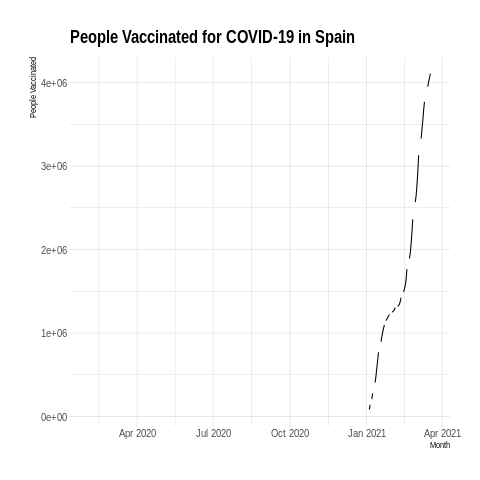 People Vaccinated for COVID-19 in Spain
People Vaccinated
4e+06
3e+06
2e+06
1e+06
0e+00
Apr 2020 Jul 2020 Oct 2020 Jan 2021 Apr 2021
Month